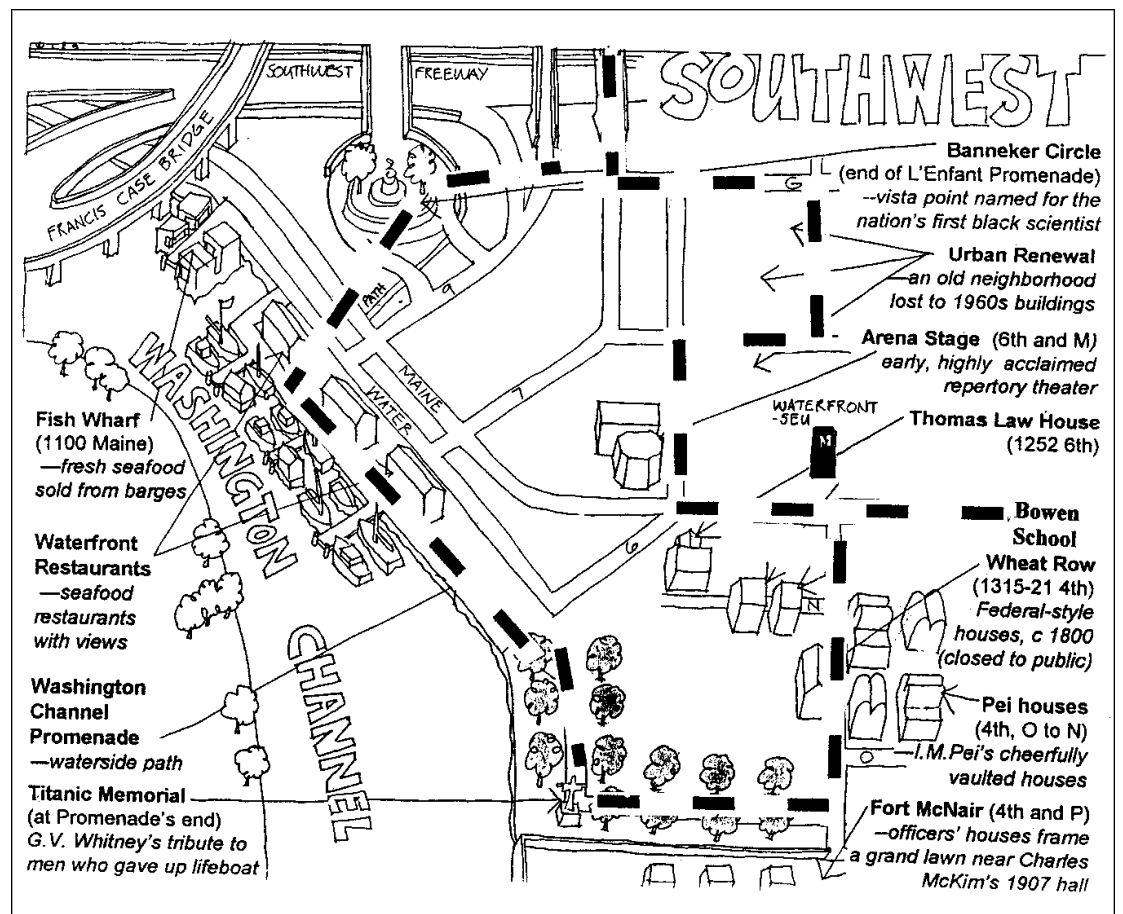 SOUTHWEST FREEWAY
SOUTHWEST
FRANCIS CASE BRIDGE
Banneker Circle
(end of L'Enfant Promenade)
--vista point named for the
nation's first black scientist
G
Urban Renewal
—an old neighborhood
lost to 1960s buildings
PATH
9
Arena Stage (6th and M)
early, highly acclaimed
repertory theater
MAINE
WATER
7
WASHINGTON
CHANNEL
WATERFRONT
-SEU
M
Thomas Law House
(1252 6th)
Fish Wharf
(1100 Maine)
—fresh seafood
sold from barges
Bowen
School
6
Waterfront
Restaurants
—seafood
restaurants
with views
Wheat Row
(1315-21 4th)
Federal-style
houses, c 1800
(closed to public)
N
Washington
Channel
Promenade
—waterside path
Pei houses
(4th, O to N)
—I.M.Pei's cheerfully
vaulted houses
O
Titanic Memorial
(at Promenade's end)
G.V. Whitney's tribute to
men who gave up lifeboat
Fort McNair (4th and P)
–officers' houses frame
a grand lawn near Charles
McKim's 1907 hall